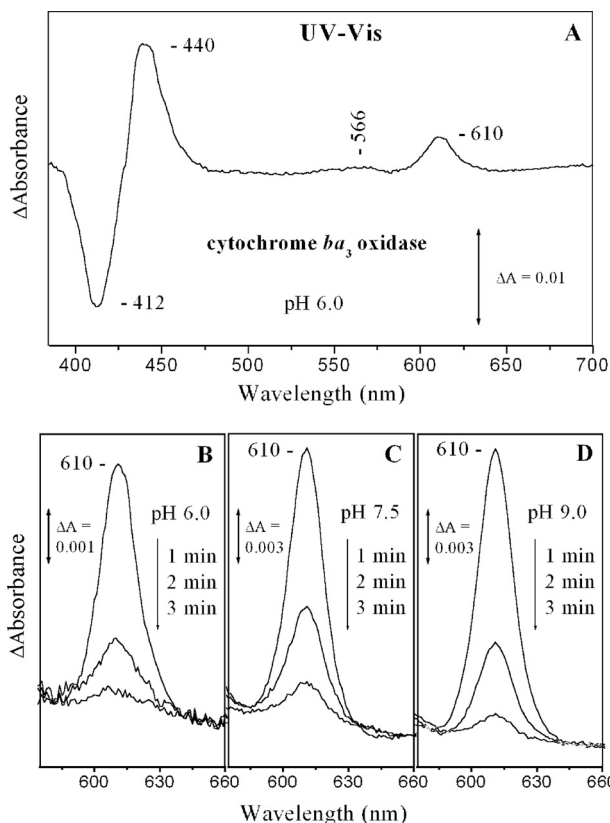 UV-Vis
A
- 440
- 566
- 610
- 412
cytochrome ba3 oxidase
pH 6.0
ΔA = 0.01
ΔAbsorbance
400 450 500 550 600 650 700
Wavelength (nm)
B
610 -
pH 6.0
ΔA =
0.001
1 min
2 min
3 min
C
610 -
pH 7.5
ΔA =
0.003
1 min
2 min
3 min
D
610 -
pH 9.0
ΔA =
0.003
1 min
2 min
3 min
ΔAbsorbance
600 630 660 600 630 660 600 630 660
Wavelength (nm)